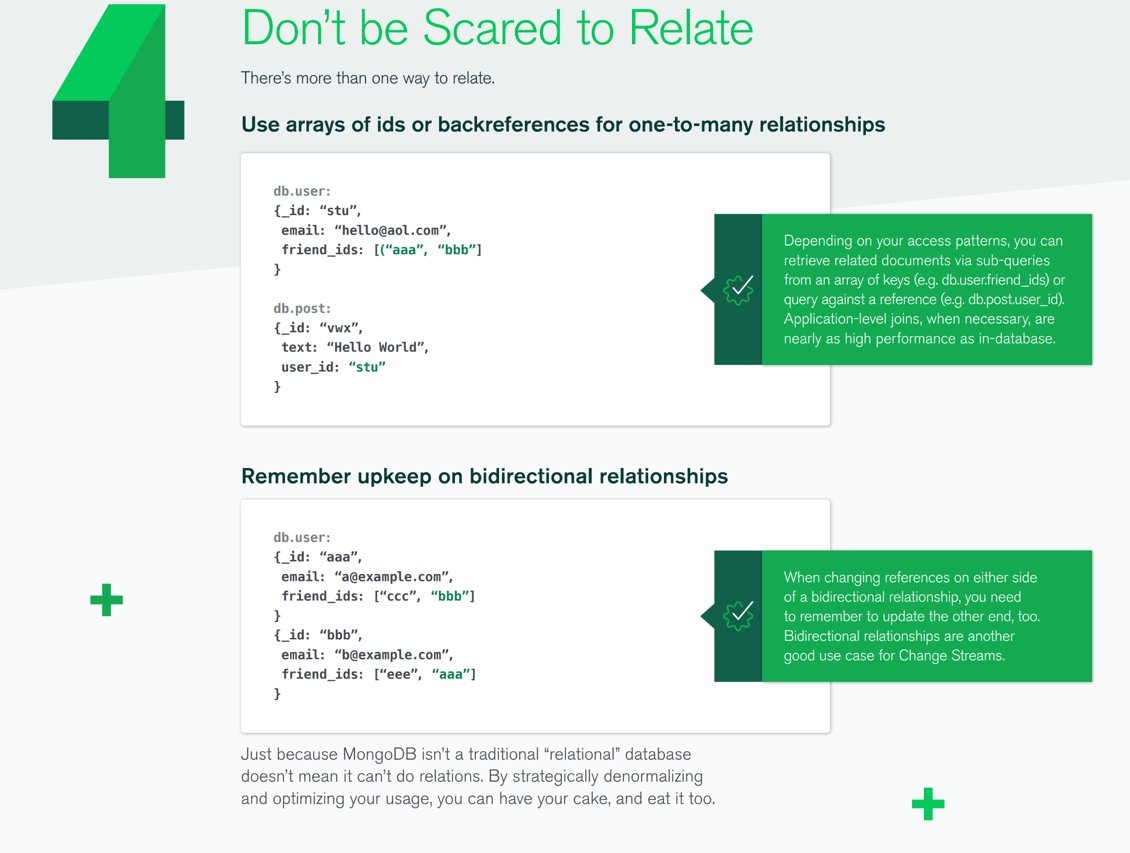 4
Don’t be Scared to Relate
There’s more than one way to relate.
Use arrays of ids or backreferences for one-to-many relationships
db.user:
{_id: “stu”,
email: “hello@aol.com”,
friend_ids: [(“aaa”, “bbb”]
}
db.post:
{_id: “vwx”,
text: “Hello World”,
user_id: “stu”
}
Depending on your access patterns, you can
retrieve related documents via sub-queries
from an array of keys (e.g. db.user.friend_ids) or
query against a reference (e.g. db.post.user_id).
Application-level joins, when necessary, are
nearly as high performance as in-database.
Remember upkeep on bidirectional relationships
db.user:
{_id: “aaa”,
email: “a@example.com”,
friend_ids: [“ccc”, “bbb”]
}
{_id: “bbb”,
email: “b@example.com”,
friend_ids: [“eee”, “aaa”]
}
When changing references on either side
of a bidirectional relationship, you need
to remember to update the other end, too.
Bidirectional relationships are another
good use case for Change Streams.
Just because MongoDB isn’t a traditional “relational” database
doesn’t mean it can’t do relations. By strategically denormalizing
and optimizing your usage, you can have your cake, and eat it too.